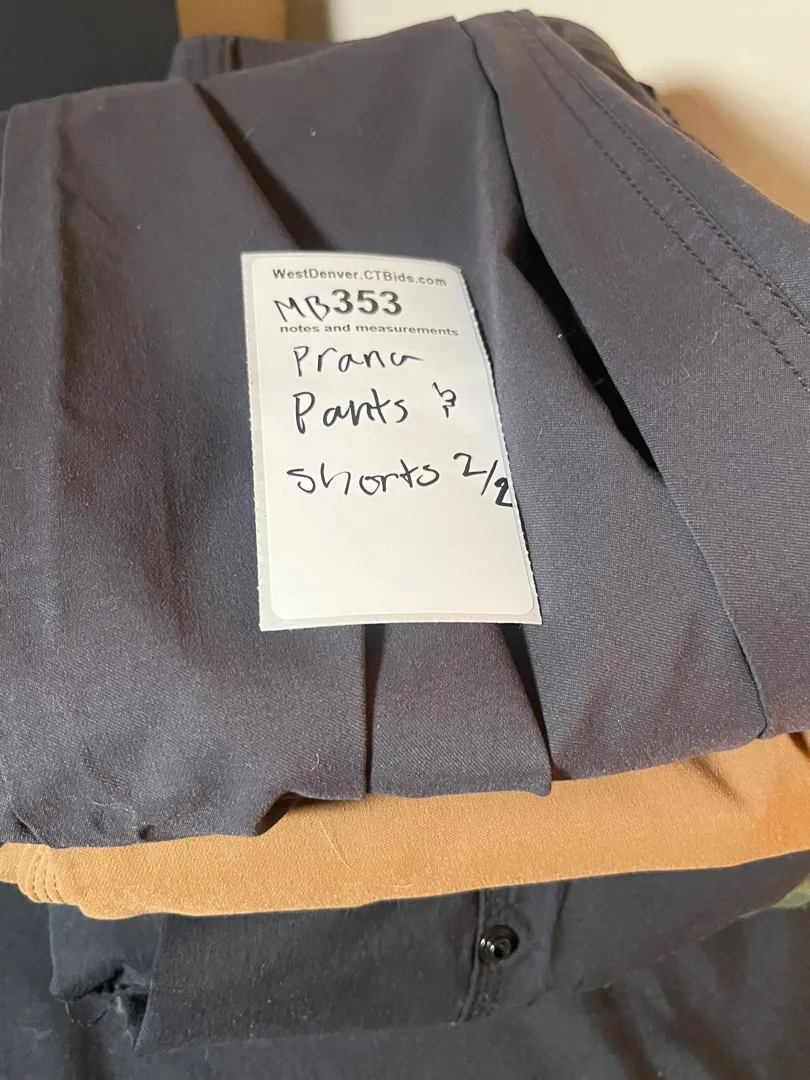 WestDenver.CTBids.com
MB353
notes and measurements
Prana
Pants &
shorts 2/2